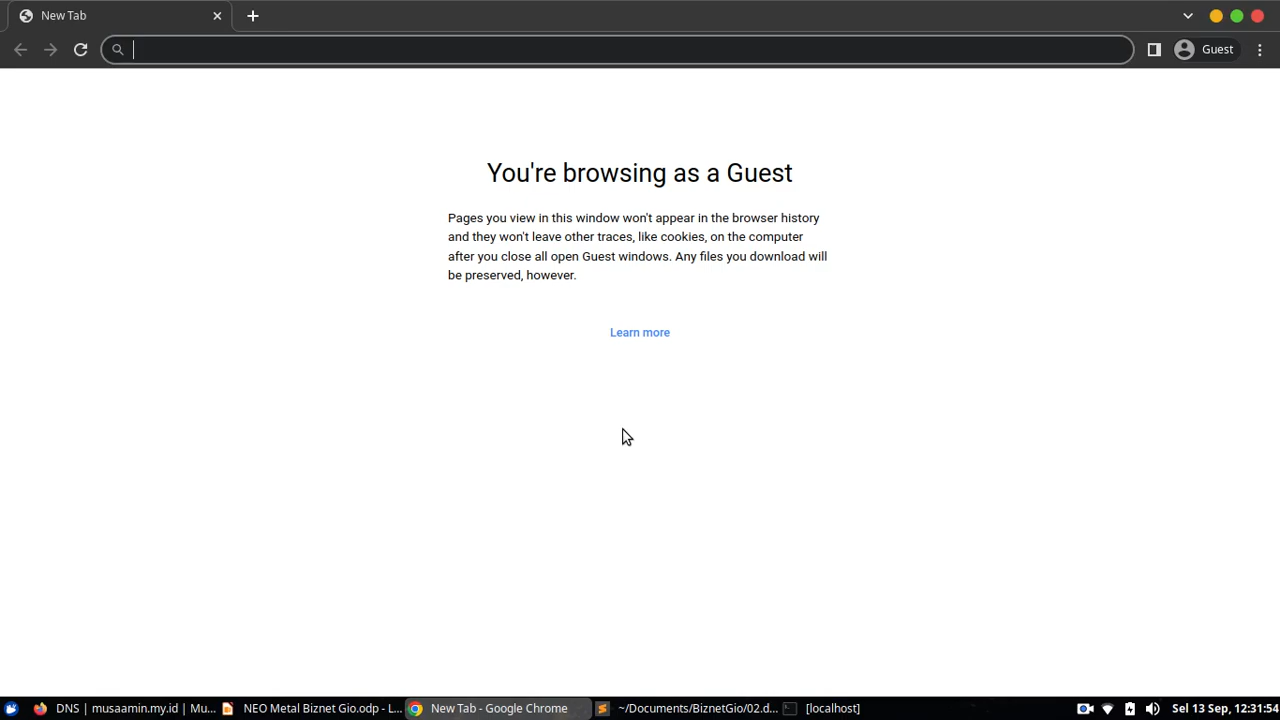 New Tab
Guest
You're browsing as a Guest
Pages you view in this window won't appear in the browser history
and they won't leave other traces, like cookies, on the computer
after you close all open Guest windows. Any files you download will
be preserved, however.
Learn more
DNS | musaamin.my.id | Mu... NEO Metal Biznet Gio.odp - L... New Tab - Google Chrome ~/Documents/BiznetGio/02.d... [localhost] Sel 13 Sep, 12:31:54